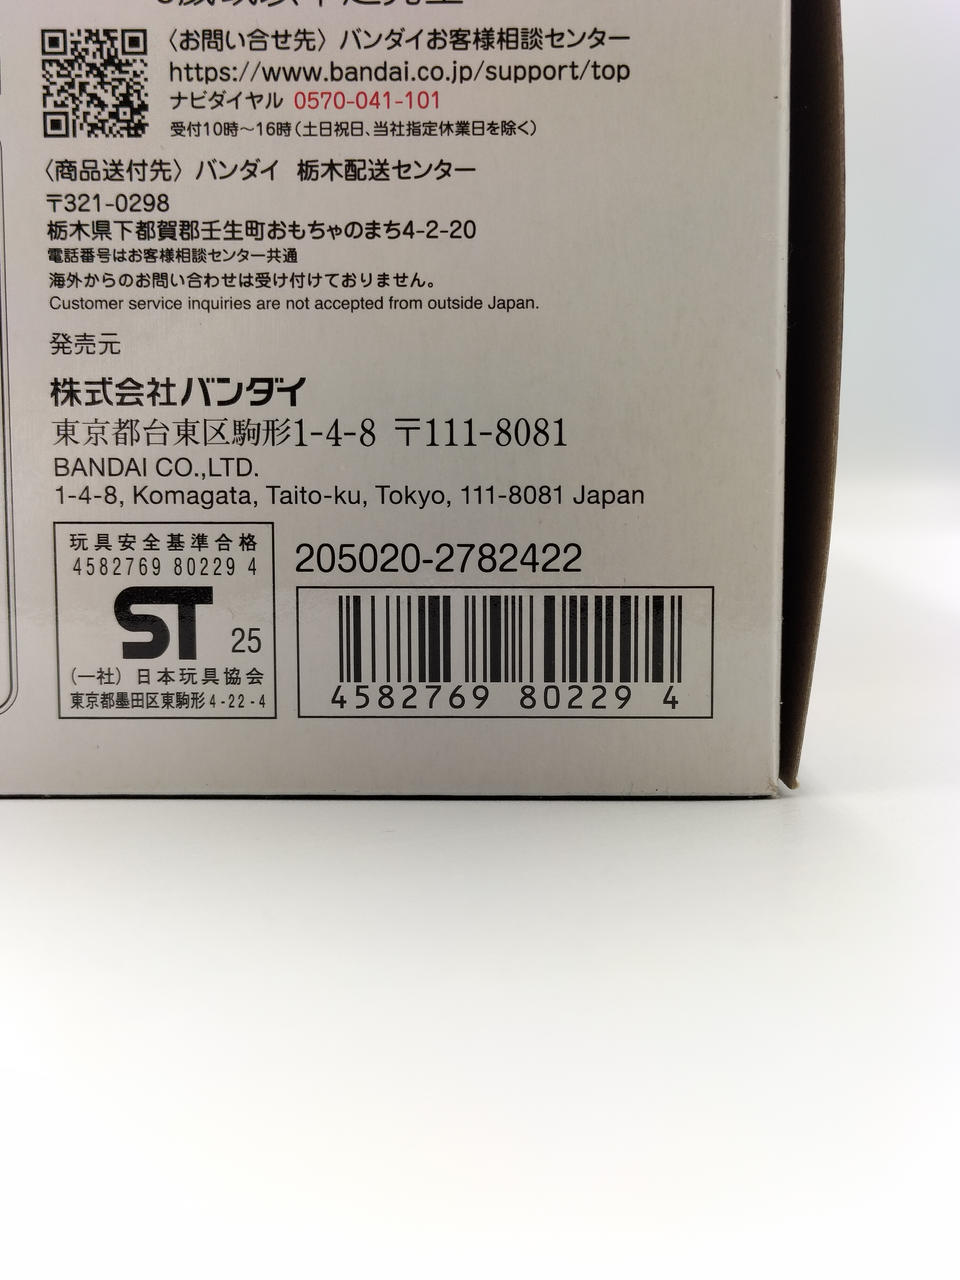 〈お問い合せ先〉バンダイお客様相談センター
https://www.bandai.co.jp/support/top
ナビダイヤル 0570-041-101
受付10時～16時（土日祝日、当社指定休業日を除く）
〈商品送付先〉バンダイ 栃木配送センター
〒321-0298
栃木県下都賀郡壬生町おもちゃのまち4-2-20
電話番号はお客様相談センター共通
海外からのお問い合わせは受け付けておりません。
Customer service inquiries are not accepted from outside Japan.
発売元
株式会社バンダイ
東京都台東区駒形1-4-8 〒111-8081
BANDAI CO.,LTD.
1-4-8, Komagata, Taito-ku, Tokyo, 111-8081 Japan
玩具安全基準合格
4582769 80229 4
ST 25
（一社）日本玩具協会
東京都墨田区東駒形4-22-4
205020-2782422
4582769 80229 4